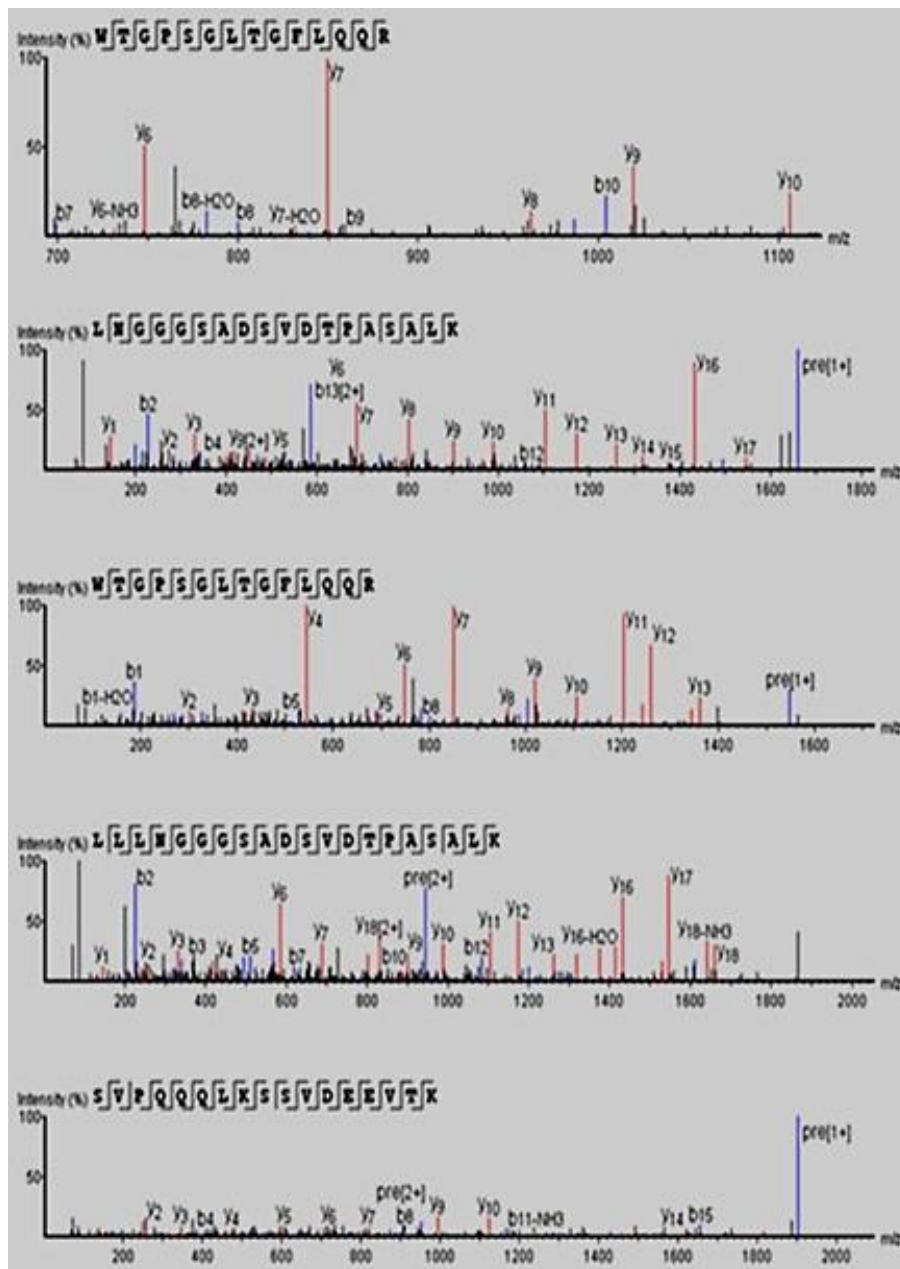 Intensity (%) WTGPSGLTGFLQQR
100
y7
y6
50
y9
b8-H2O
b10
y10
b7 y6-NH3 b8 y7-H2O b9 y8
700 800 900 1000 1100 m/z
Intensity (%) LNGGGSADSVDTPASALK
100
y6 y16 pre[1+]
b13[2+]
50
b2 y7 y8 y11
y1 y3 y12
y2 b4 y9[2+] y5 y9 y10 b12 y13 y14 y15 y17
200 400 600 800 1000 1200 1400 1600 1800 m/z
Intensity (%) WTGPSGLTGFLQQR
100
y4 y7 y11
y12
50
b1 y6 y9 pre[1+]
b1-H2O y2 y3 b5 y5 b8 y8 y10 y13
200 400 600 800 1000 1200 1400 1600 m/z
Intensity (%) LLLNGGGSADSVDTPASALK
100
b2 pre[2+] y17
y6 y16
50
y18[2+] y11 y12 y16-H2O y18-NH3
y1 y2 y3 b3 y4 b5 b7 y7 b10 y9 y10 b12 y13 y18
200 400 600 800 1000 1200 1400 1600 1800 2000 m/z
Intensity (%) SVPQQQLKSSVDEEVTK
100
pre[1+]
50
pre[2+]
y2 y3 b4 y4 y5 y6 y7 b8 y9 y10 b11-NH3 y14 b15
200 400 600 800 1000 1200 1400 1600 1800 2000 m/z